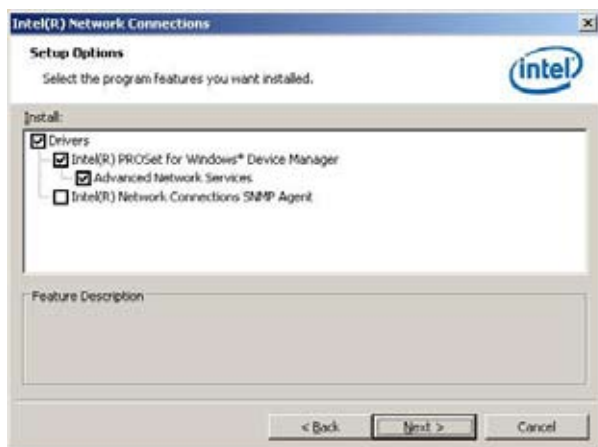 Intel(R) Network Connections
Setup Options
Select the program features you want installed.
intel
Install:
Drivers
Intel(R) PROSet for Windows* Device Manager
Advanced Network Services
Intel(R) Network Connections SNMP Agent
Feature Description
< Back
Next >
Cancel